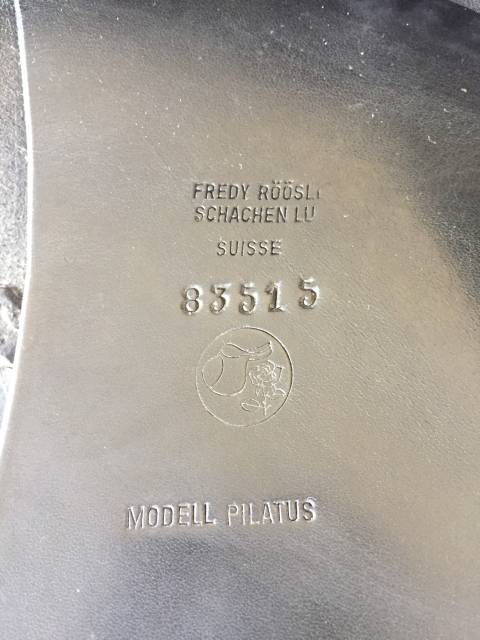 FREDY RÖÖSLI
SCHACHEN LU
SUISSE
83515
MODELL PILATUS